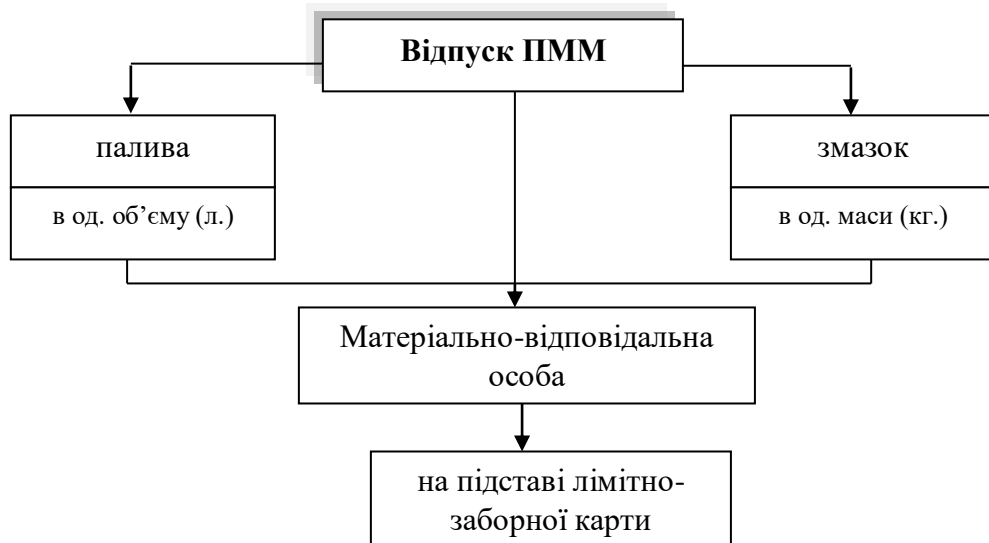 Відпуск ПММ
палива
в од. об’єму (л.)
змазок
в од. маси (кг.)
Матеріально-відповідальна
особа
на підставі лімітно-
заборної карти